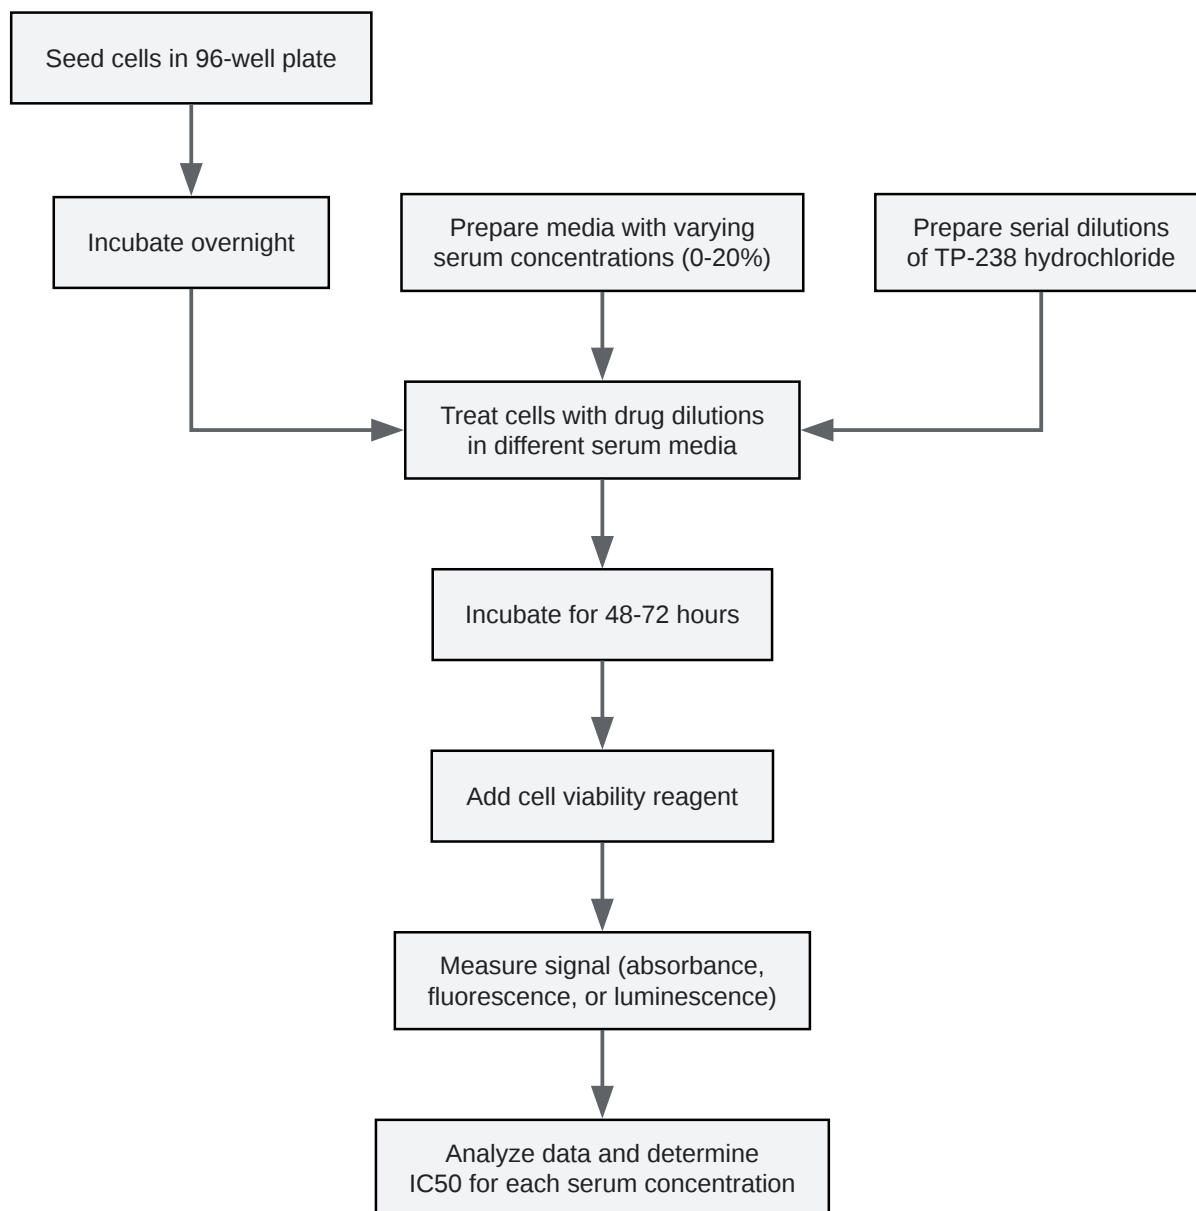 Seed cells in 96-well plate
Incubate overnight
Prepare media with varying
serum concentrations (0-20%)
Prepare serial dilutions
of TP-238 hydrochloride
Treat cells with drug dilutions
in different serum media
Incubate for 48-72 hours
Add cell viability reagent
Measure signal (absorbance,
fluorescence, or luminescence)
Analyze data and determine
IC50 for each serum concentration